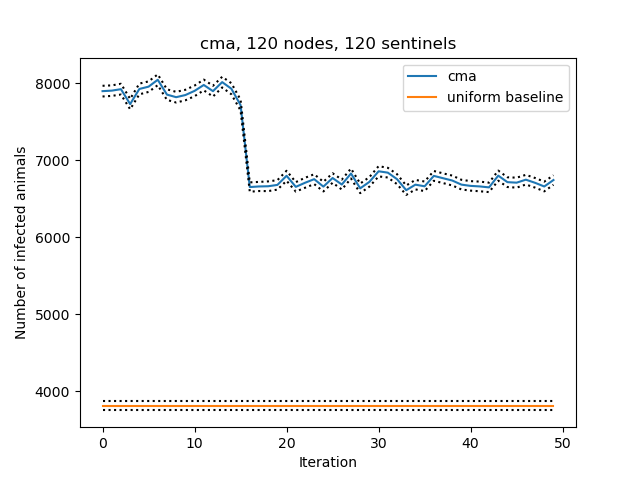 cma, 120 nodes, 120 sentinels
cma
uniform baseline
Number of infected animals
8000
7000
6000
5000
4000
0 10 20 30 40 50
Iteration